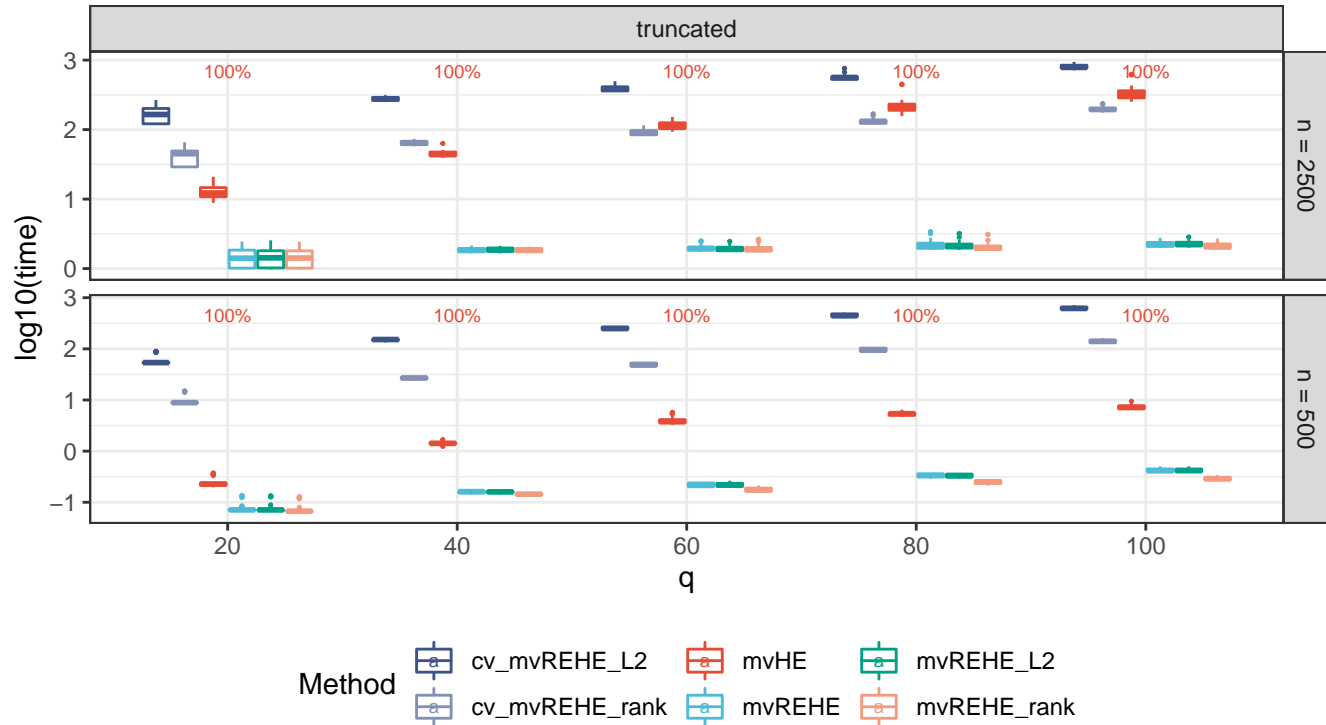 truncated
3
2
1
0
100%
100%
100%
100%
100%
n = 2500
3
2
1
0
−1
100%
100%
100%
100%
100%
n = 500
log10(time)
20
40
60
80
100
q
Method
a cv_mvREHE_L2
a mvHE
a mvREHE_L2
a cv_mvREHE_rank
a mvREHE
a mvREHE_rank